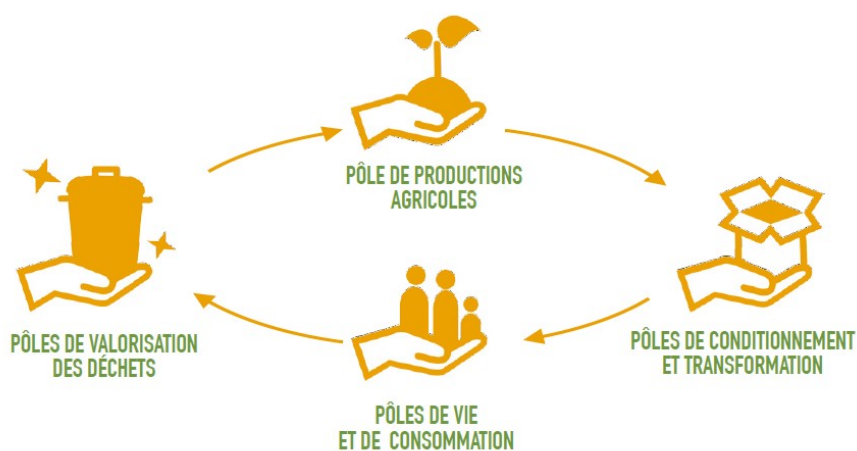 PÔLE DE PRODUCTIONS
AGRICOLES
PÔLES DE CONDITIONNEMENT
ET TRANSFORMATION
PÔLES DE VIE
ET DE CONSOMMATION
PÔLES DE VALORISATION
DES DÉCHETS